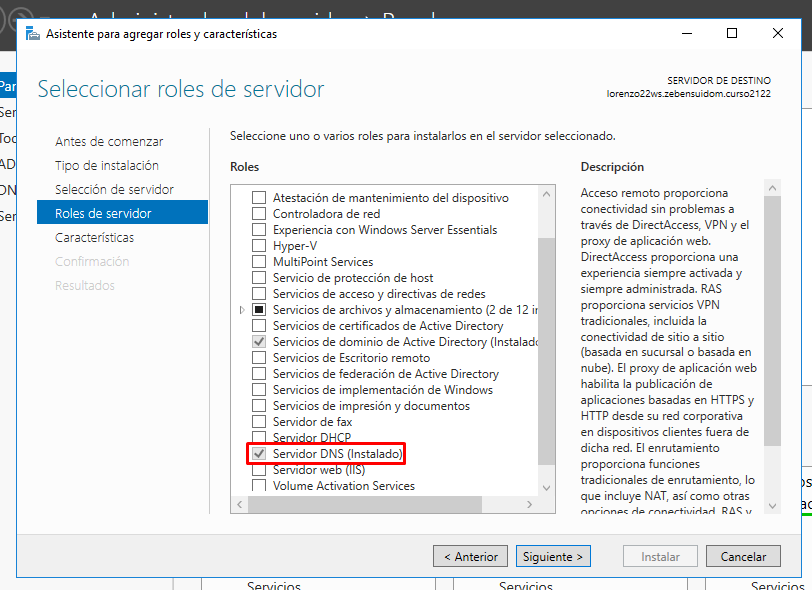 Asistente para agregar roles y características
Seleccionar roles de servidor
SERVIDOR DE DESTINO
lorenzo22ws.zebensuidom.curso2122
Antes de comenzar
Tipo de instalación
Selección de servidor
Roles de servidor
Características
Confirmación
Resultados
Seleccione uno o varios roles para instalarlos en el servidor seleccionado.
Roles
Atestación de mantenimiento del dispositivo
Controladora de red
Experiencia con Windows Server Essentials
Hyper-V
MultiPoint Services
Servicio de protección de host
Servicios de acceso y directivas de redes
Servicios de archivos y almacenamiento (2 de 12 in
Servicios de certificados de Active Directory
Servicios de dominio de Active Directory (Instalado
Servicios de Escritorio remoto
Servicios de federación de Active Directory
Servicios de implementación de Windows
Servicios de impresión y documentos
Servidor de fax
Servidor DHCP
Servidor DNS (Instalado)
Servidor web (IIS)
Volume Activation Services
Descripción
Acceso remoto proporciona
conectividad sin problemas a
través de DirectAccess, VPN y el
proxy de aplicación web.
DirectAccess proporciona una
experiencia siempre activada y
siempre administrada. RAS
proporciona servicios VPN
tradicionales, incluida la
conectividad de sitio a sitio
(basada en sucursal o basada en
nube). El proxy de aplicación web
habilita la publicación de
aplicaciones basadas en HTTPS y
HTTP desde su red corporativa
en dispositivos clientes fuera de
dicha red. El enrutamiento
proporciona funciones
tradicionales de enrutamiento, lo
que incluye NAT, así como otras
opciones de conectividad. RAS y
< Anterior
Siguiente >
Instalar
Cancelar
Servicios
Servicios
Servicios